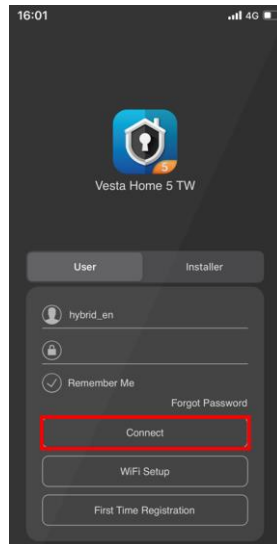 16:01
4G
5
Vesta Home 5 TW
User
Installer
hybrid_en
Remember Me
Forgot Password
Connect
WiFi Setup
First Time Registration